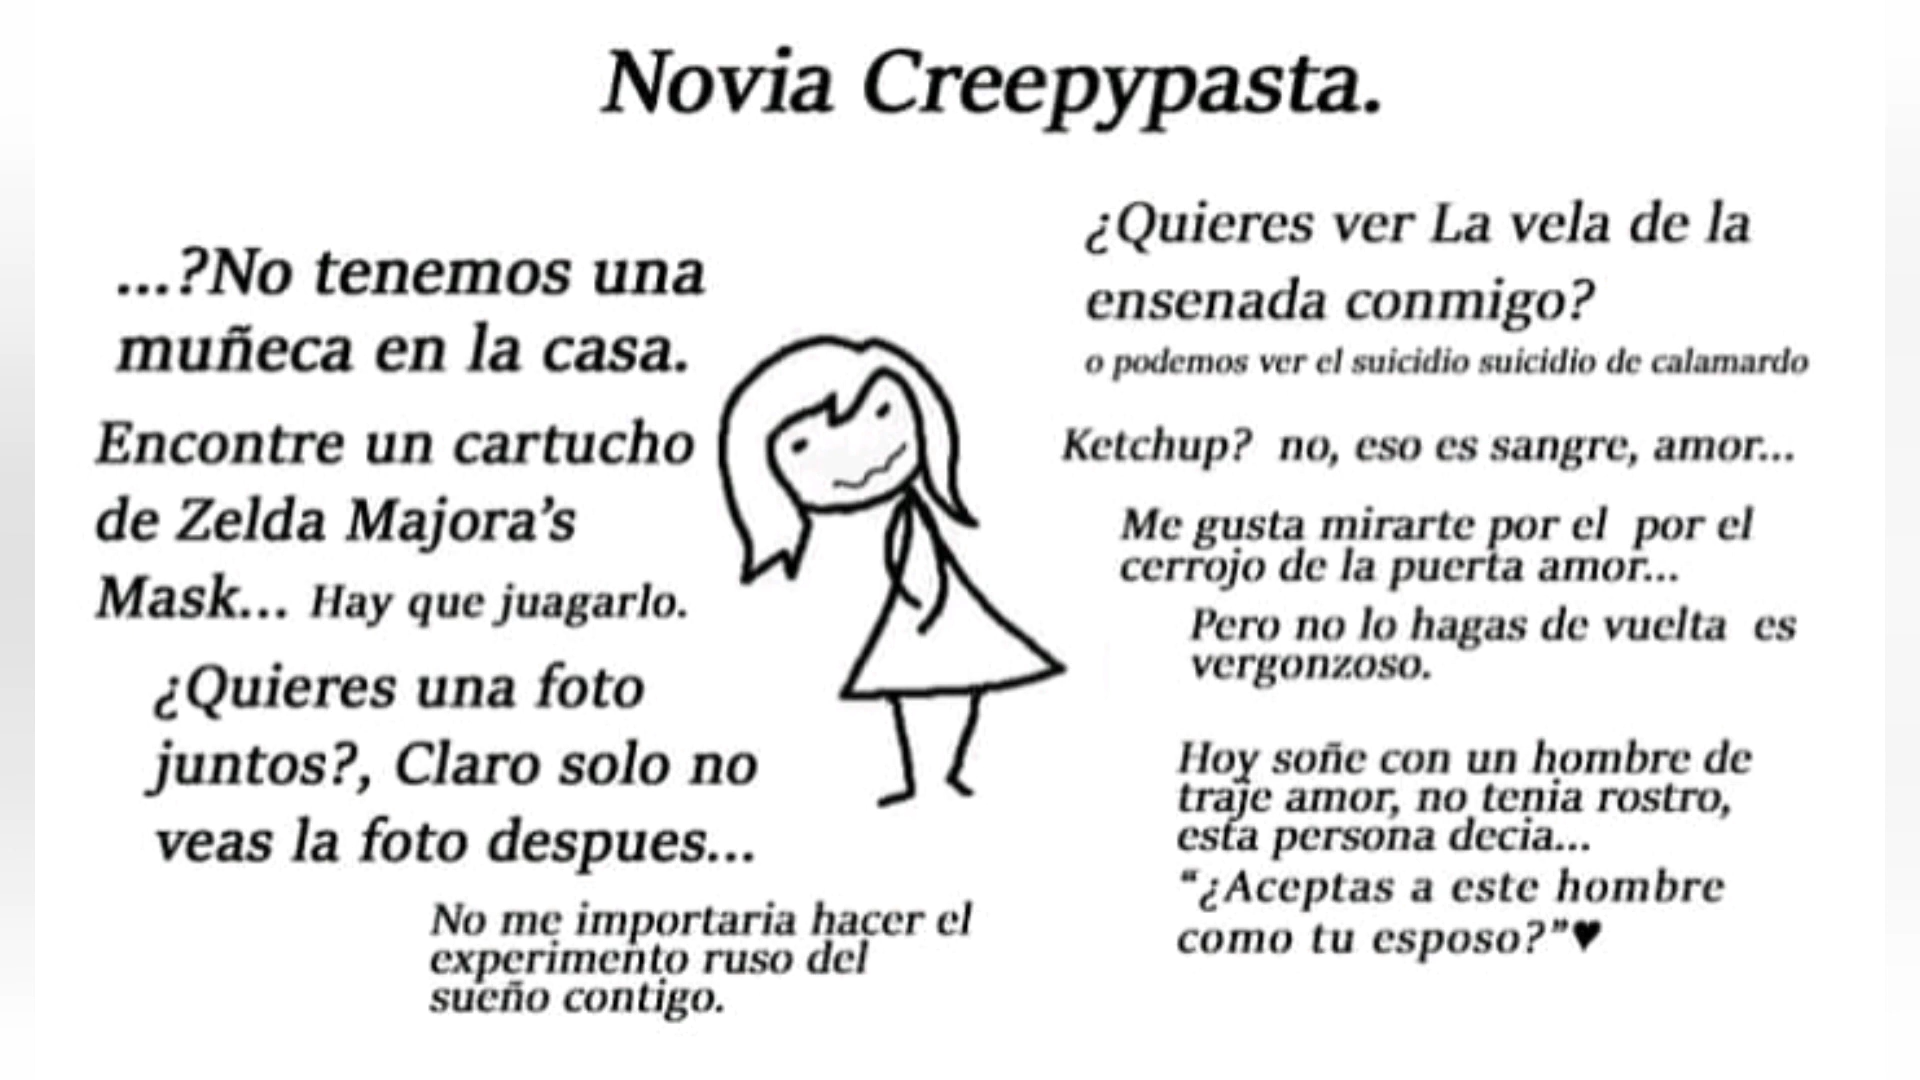 Novia Creepypasta.
...?No tenemos una
muñeca en la casa.
Encontre un cartucho
de Zelda Majora’s
Mask... Hay que juagarlo.
¿Quieres una foto
juntos?, Claro solo no
veas la foto despues...
No me importaria hacer el
experimento ruso del
sueño contigo.
¿Quieres ver La vela de la
ensenada conmigo?
o podemos ver el suicidio suicidio de calamardo
Ketchup? no, eso es sangre, amor...
Me gusta mirarte por el por el
cerrojo de la puerta amor...
Pero no lo hagas de vuelta es
vergonzoso.
Hoy soñe con un hombre de
traje amor, no tenia rostro,
esta persona decia...
“¿Aceptas a este hombre
como tu esposo?”♥